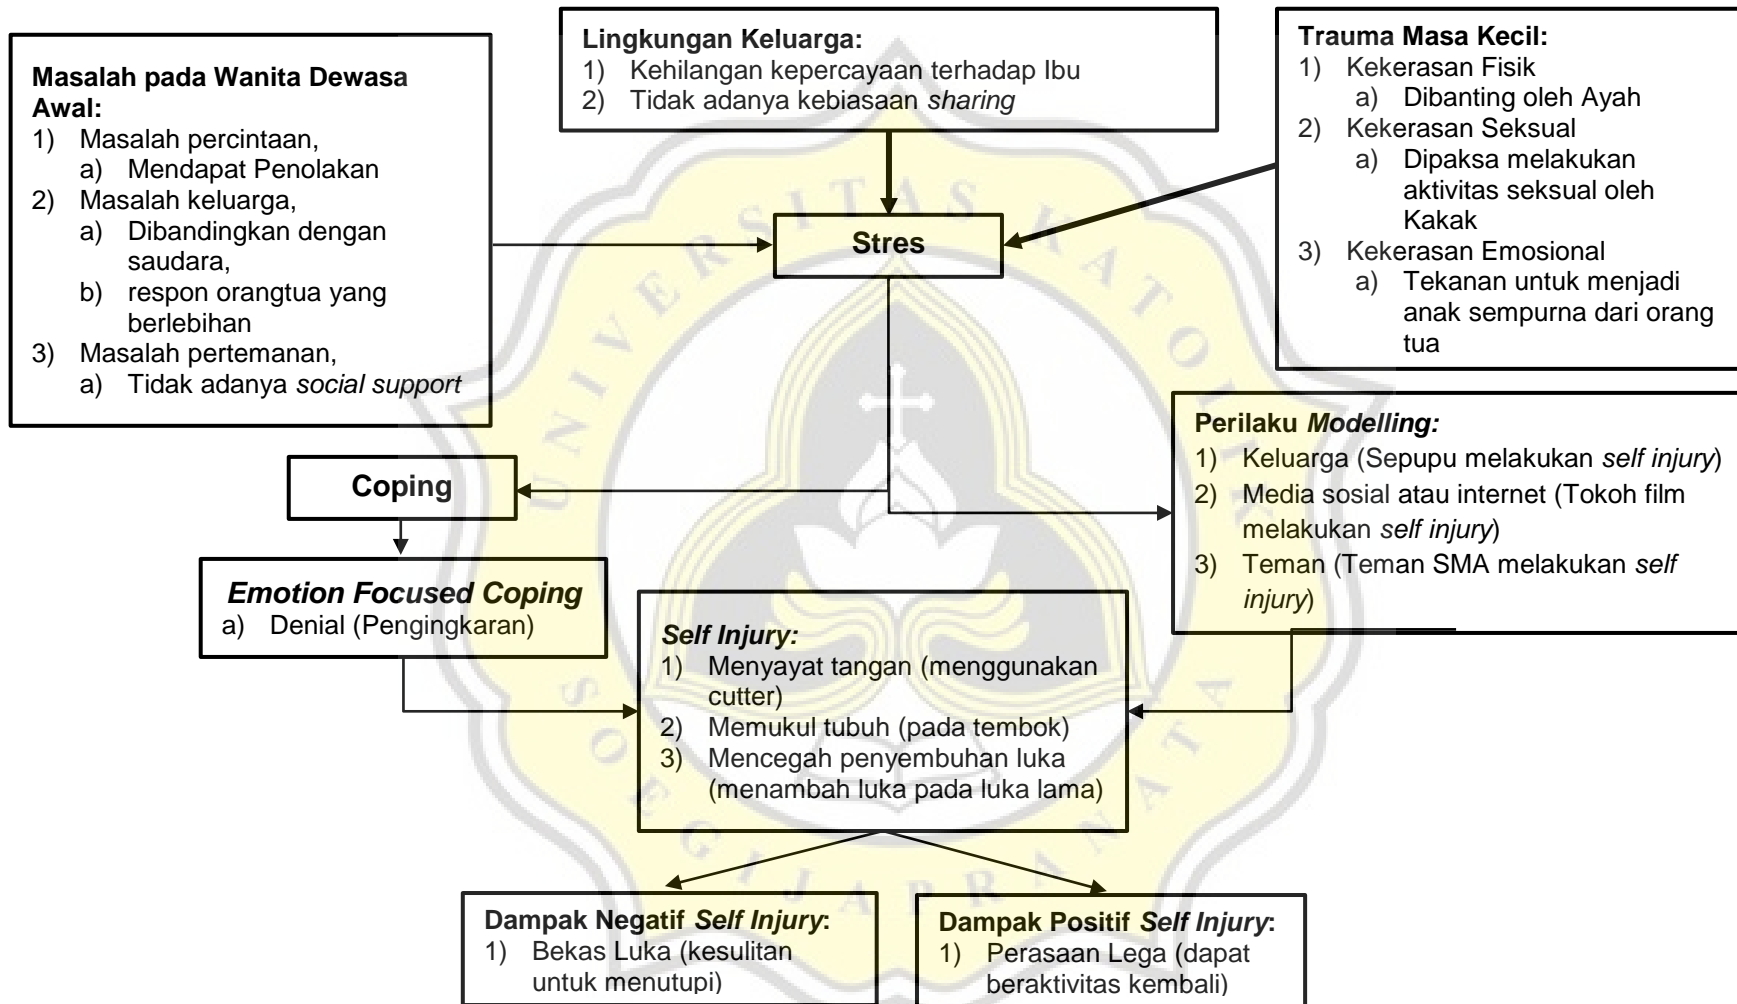 Masalah pada Wanita Dewasa
Awal:
1) Masalah percintaan,
a) Mendapat Penolakan
2) Masalah keluarga,
a) Dibandingkan dengan
saudara,
b) respon orangtua yang
berlebihan
3) Masalah pertemanan,
a) Tidak adanya social support
Lingkungan Keluarga:
1) Kehilangan kepercayaan terhadap Ibu
2) Tidak adanya kebiasaan sharing
Trauma Masa Kecil:
1) Kekerasan Fisik
a) Dibanting oleh Ayah
2) Kekerasan Seksual
a) Dipaksa melakukan
aktivitas seksual oleh
Kakak
3) Kekerasan Emosional
a) Tekanan untuk menjadi
anak sempurna dari orang
tua
Stres
Coping
Perilaku Modelling:
1) Keluarga (Sepupu melakukan self injury)
2) Media sosial atau internet (Tokoh film
melakukan self injury)
3) Teman (Teman SMA melakukan self
injury)
Emotion Focused Coping
a) Denial (Pengingkaran)
Self Injury:
1) Menyayat tangan (menggunakan
cutter)
2) Memukul tubuh (pada tembok)
3) Mencegah penyembuhan luka
(menambah luka pada luka lama)
Dampak Negatif Self Injury:
1) Bekas Luka (kesulitan
untuk menutupi)
Dampak Positif Self Injury:
1) Perasaan Lega (dapat
beraktivitas kembali)
UNIVERSITAS KATOLIK
SOEGIJAPRANATA